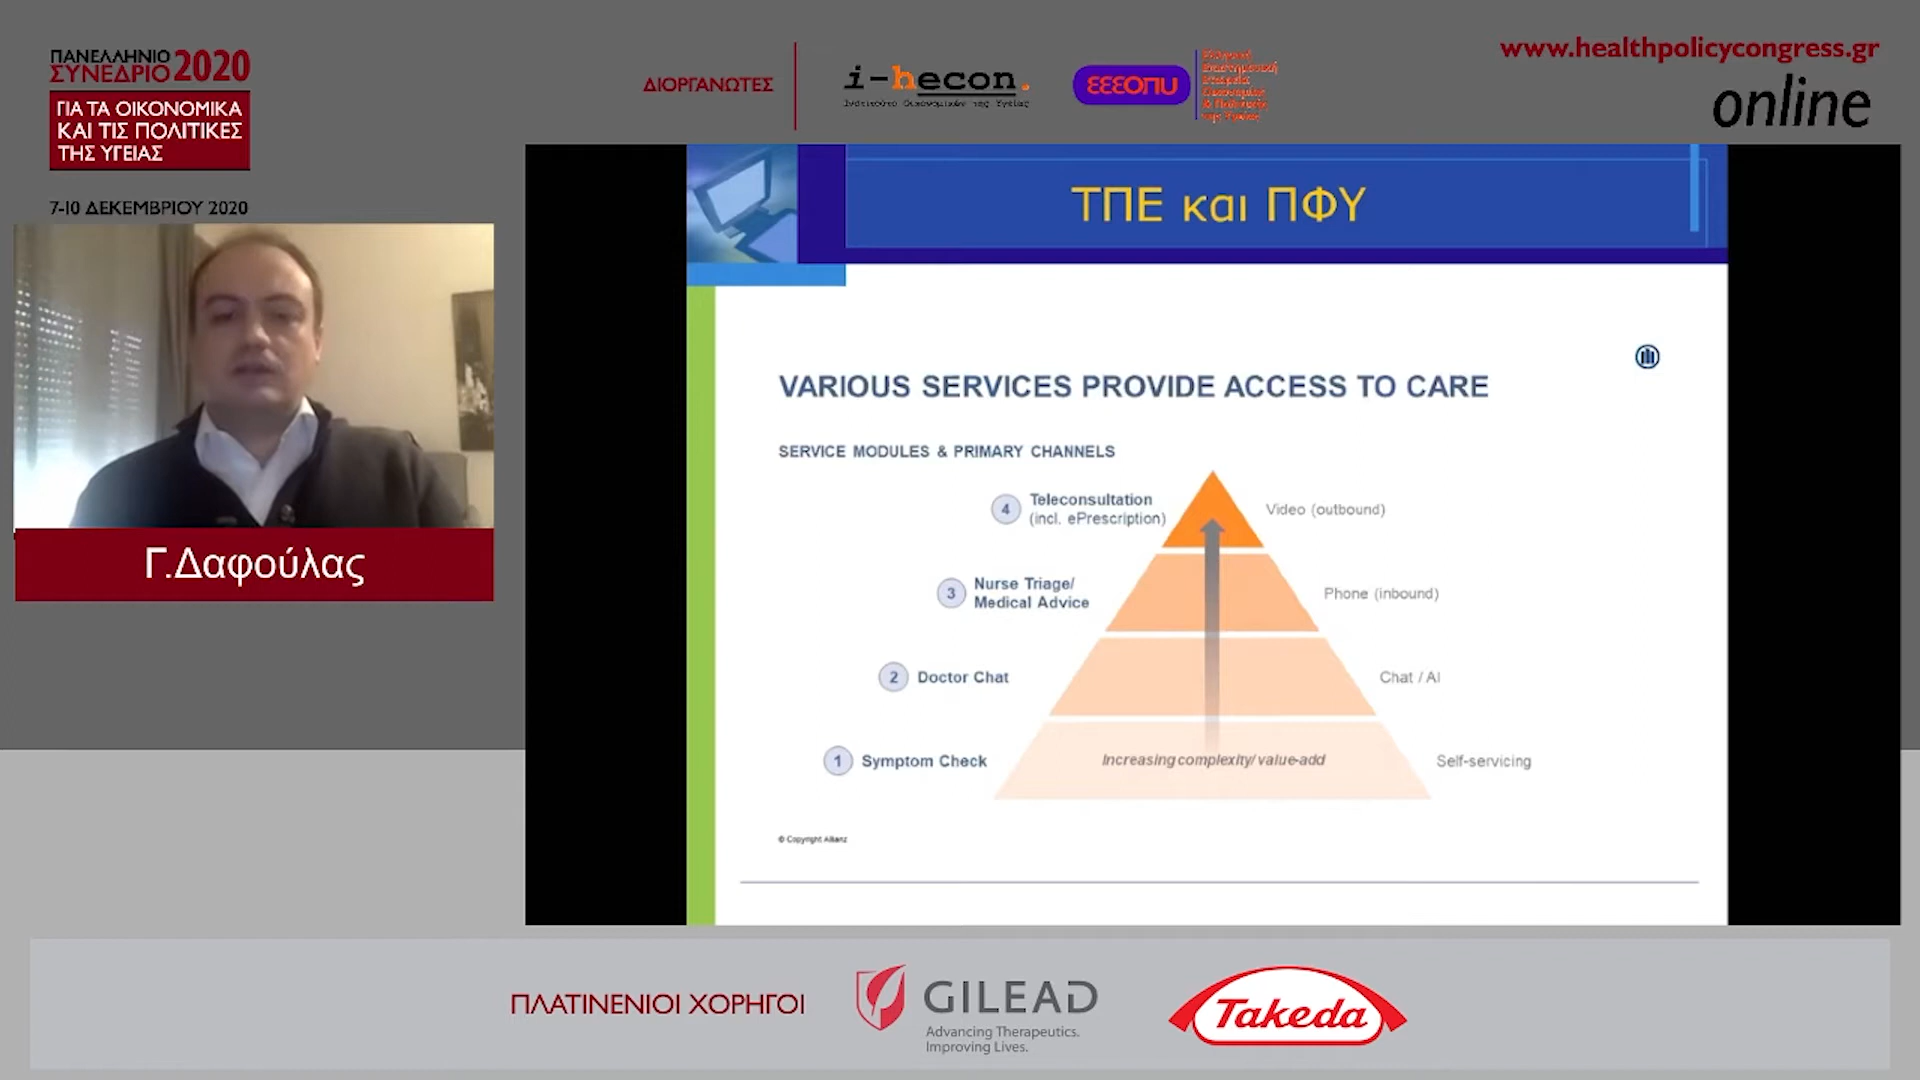 ΠΑΝΕΛΛΗΝΙΟ
ΣΥΝΕΔΡΙΟ 2020
ΓΙΑ ΤΑ ΟΙΚΟΝΟΜΙΚΑ
ΚΑΙ ΤΙΣ ΠΟΛΙΤΙΚΕΣ
ΤΗΣ ΥΓΕΙΑΣ
7-10 ΔΕΚΕΜΒΡΙΟΥ 2020
ΔΙΟΡΓΑΝΩΤΕΣ
i-hecon.
Ινστιτούτο Οικονομικών της Υγείας
εεεοπυ
www.healthpolicycongress.gr
online
Γ.Δαφούλας
ΤΠΕ και ΠΦΥ
VARIOUS SERVICES PROVIDE ACCESS TO CARE
SERVICE MODULES & PRIMARY CHANNELS
4 Teleconsultation
(incl. ePrescription)
Video (outbound)
3 Nurse Triage/
Medical Advice
Phone (inbound)
2 Doctor Chat
Chat / AI
1 Symptom Check
Increasing complexity/ value-add
Self-servicing
© Copyright Allianz
ΠΛΑΤΙΝΕΝΙΟΙ ΧΟΡΗΓΟΙ
GILEAD
Advancing Therapeutics.
Improving Lives.
Takeda